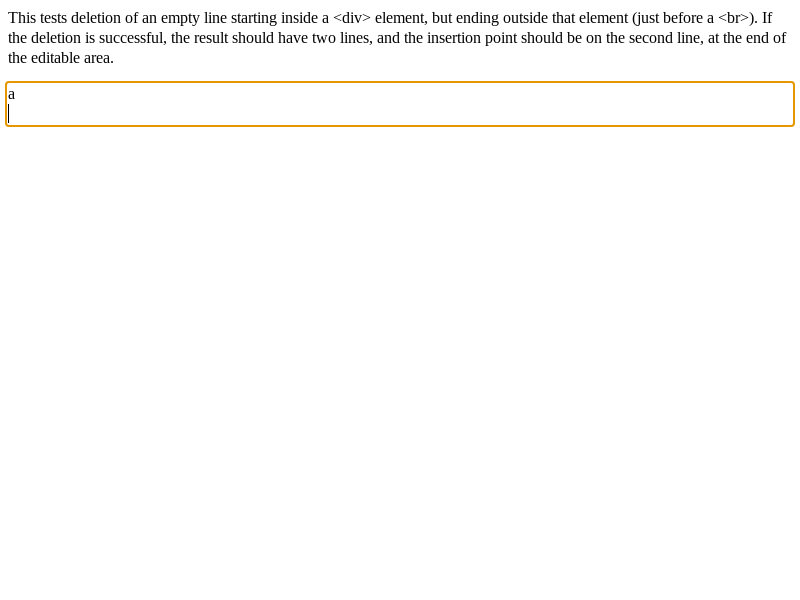 This tests deletion of an empty line starting inside a <div> element, but ending outside that element (just before a <br>). If
the deletion is successful, the result should have two lines, and the insertion point should be on the second line, at the end of
the editable area.
a